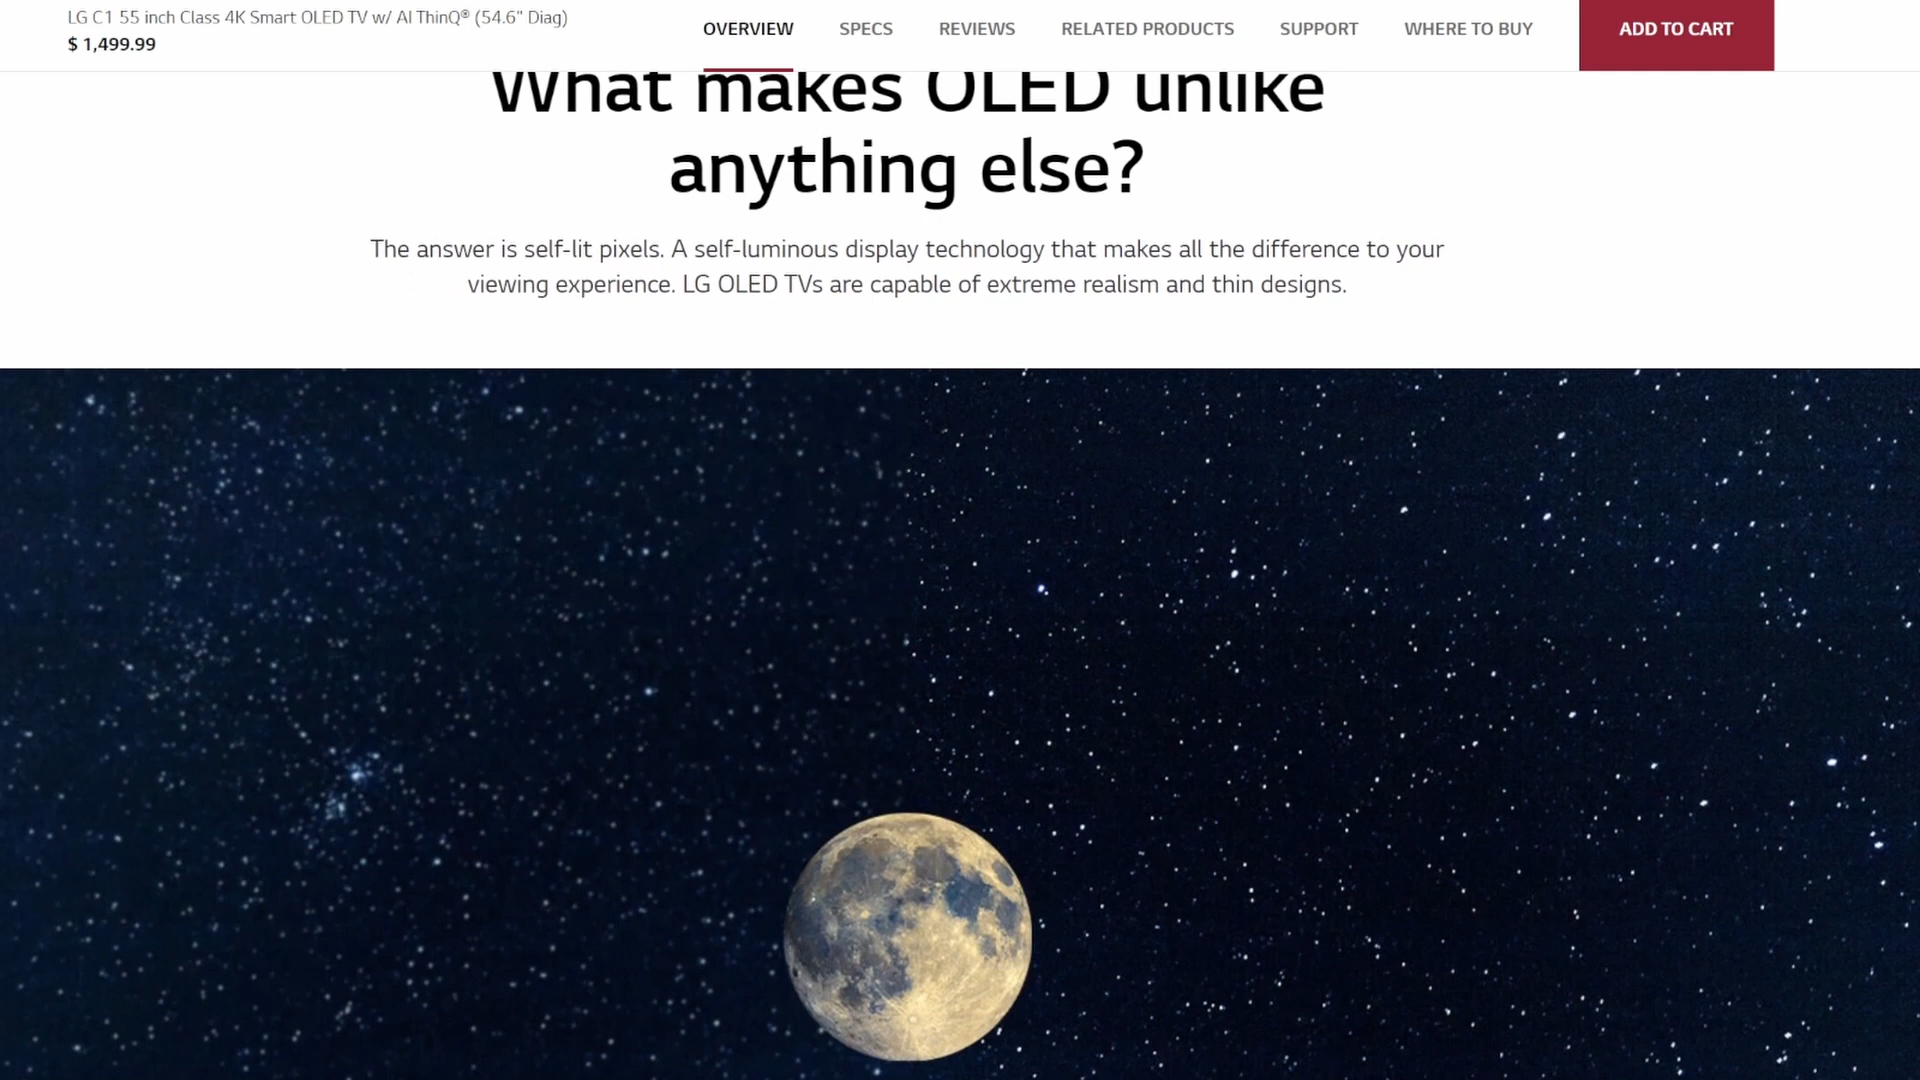 LG C1 55 inch Class 4K Smart OLED TV w/ AI ThinQ® (54.6" Diag)
$ 1,499.99
OVERVIEW
SPECS
REVIEWS
RELATED PRODUCTS
SUPPORT
WHERE TO BUY
ADD TO CART
What makes OLED unlike
anything else?
The answer is self-lit pixels. A self-luminous display technology that makes all the difference to your
viewing experience. LG OLED TVs are capable of extreme realism and thin designs.